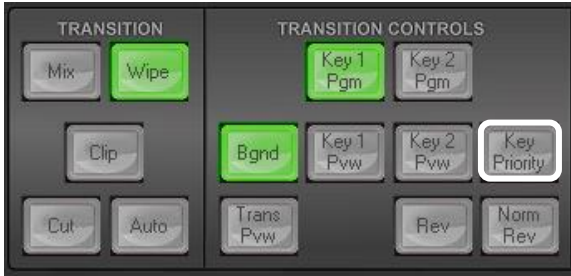 TRANSITION
TRANSITION CONTROLS
Mix
Wipe
Key 1
Pgm
Key 2
Pgm
Clip
Bgnd
Key 1
Pvw
Key 2
Pvw
Key
Priority
Cut
Auto
Trans
Pvw
Rev
Norm
Rev